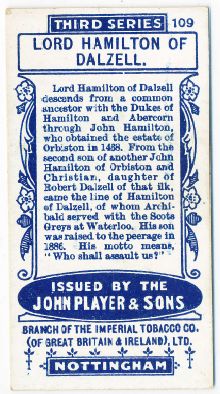 THIRD SERIES 109
LORD HAMILTON OF
DALZELL.
Lord Hamilton of Dalzell
descends from a common
ancestor with the Dukes of
Hamilton and Abercorn
through John Hamilton,
who obtained the estate of
Orbiston in 1468. From the
second son of another John
Hamilton of Orbiston and
Christian, daughter of
Robert Dalzell of that ilk,
came the line of Hamilton
of Dalzell, of whom Archi-
bald served with the Scots
Greys at Waterloo. His son
was raised to the peerage in
1886. His motto means,
"Who shall assault us?"
ISSUED BY THE
JOHN PLAYER & SONS
BRANCH OF THE IMPERIAL TOBACCO CO.
(OF GREAT BRITAIN & IRELAND), LTD.
NOTTINGHAM